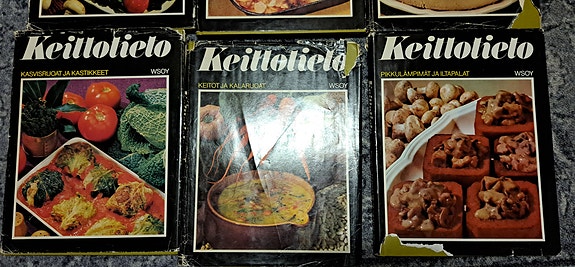 Keittotieto
KASVISRUOAT JA KASTIKKEET WSOY
Keittotieto
KEITOT JA KALARUOAT WSOY
Keittotieto
PIKKULÄMPIMÄT JA ILTAPALAT WSOY